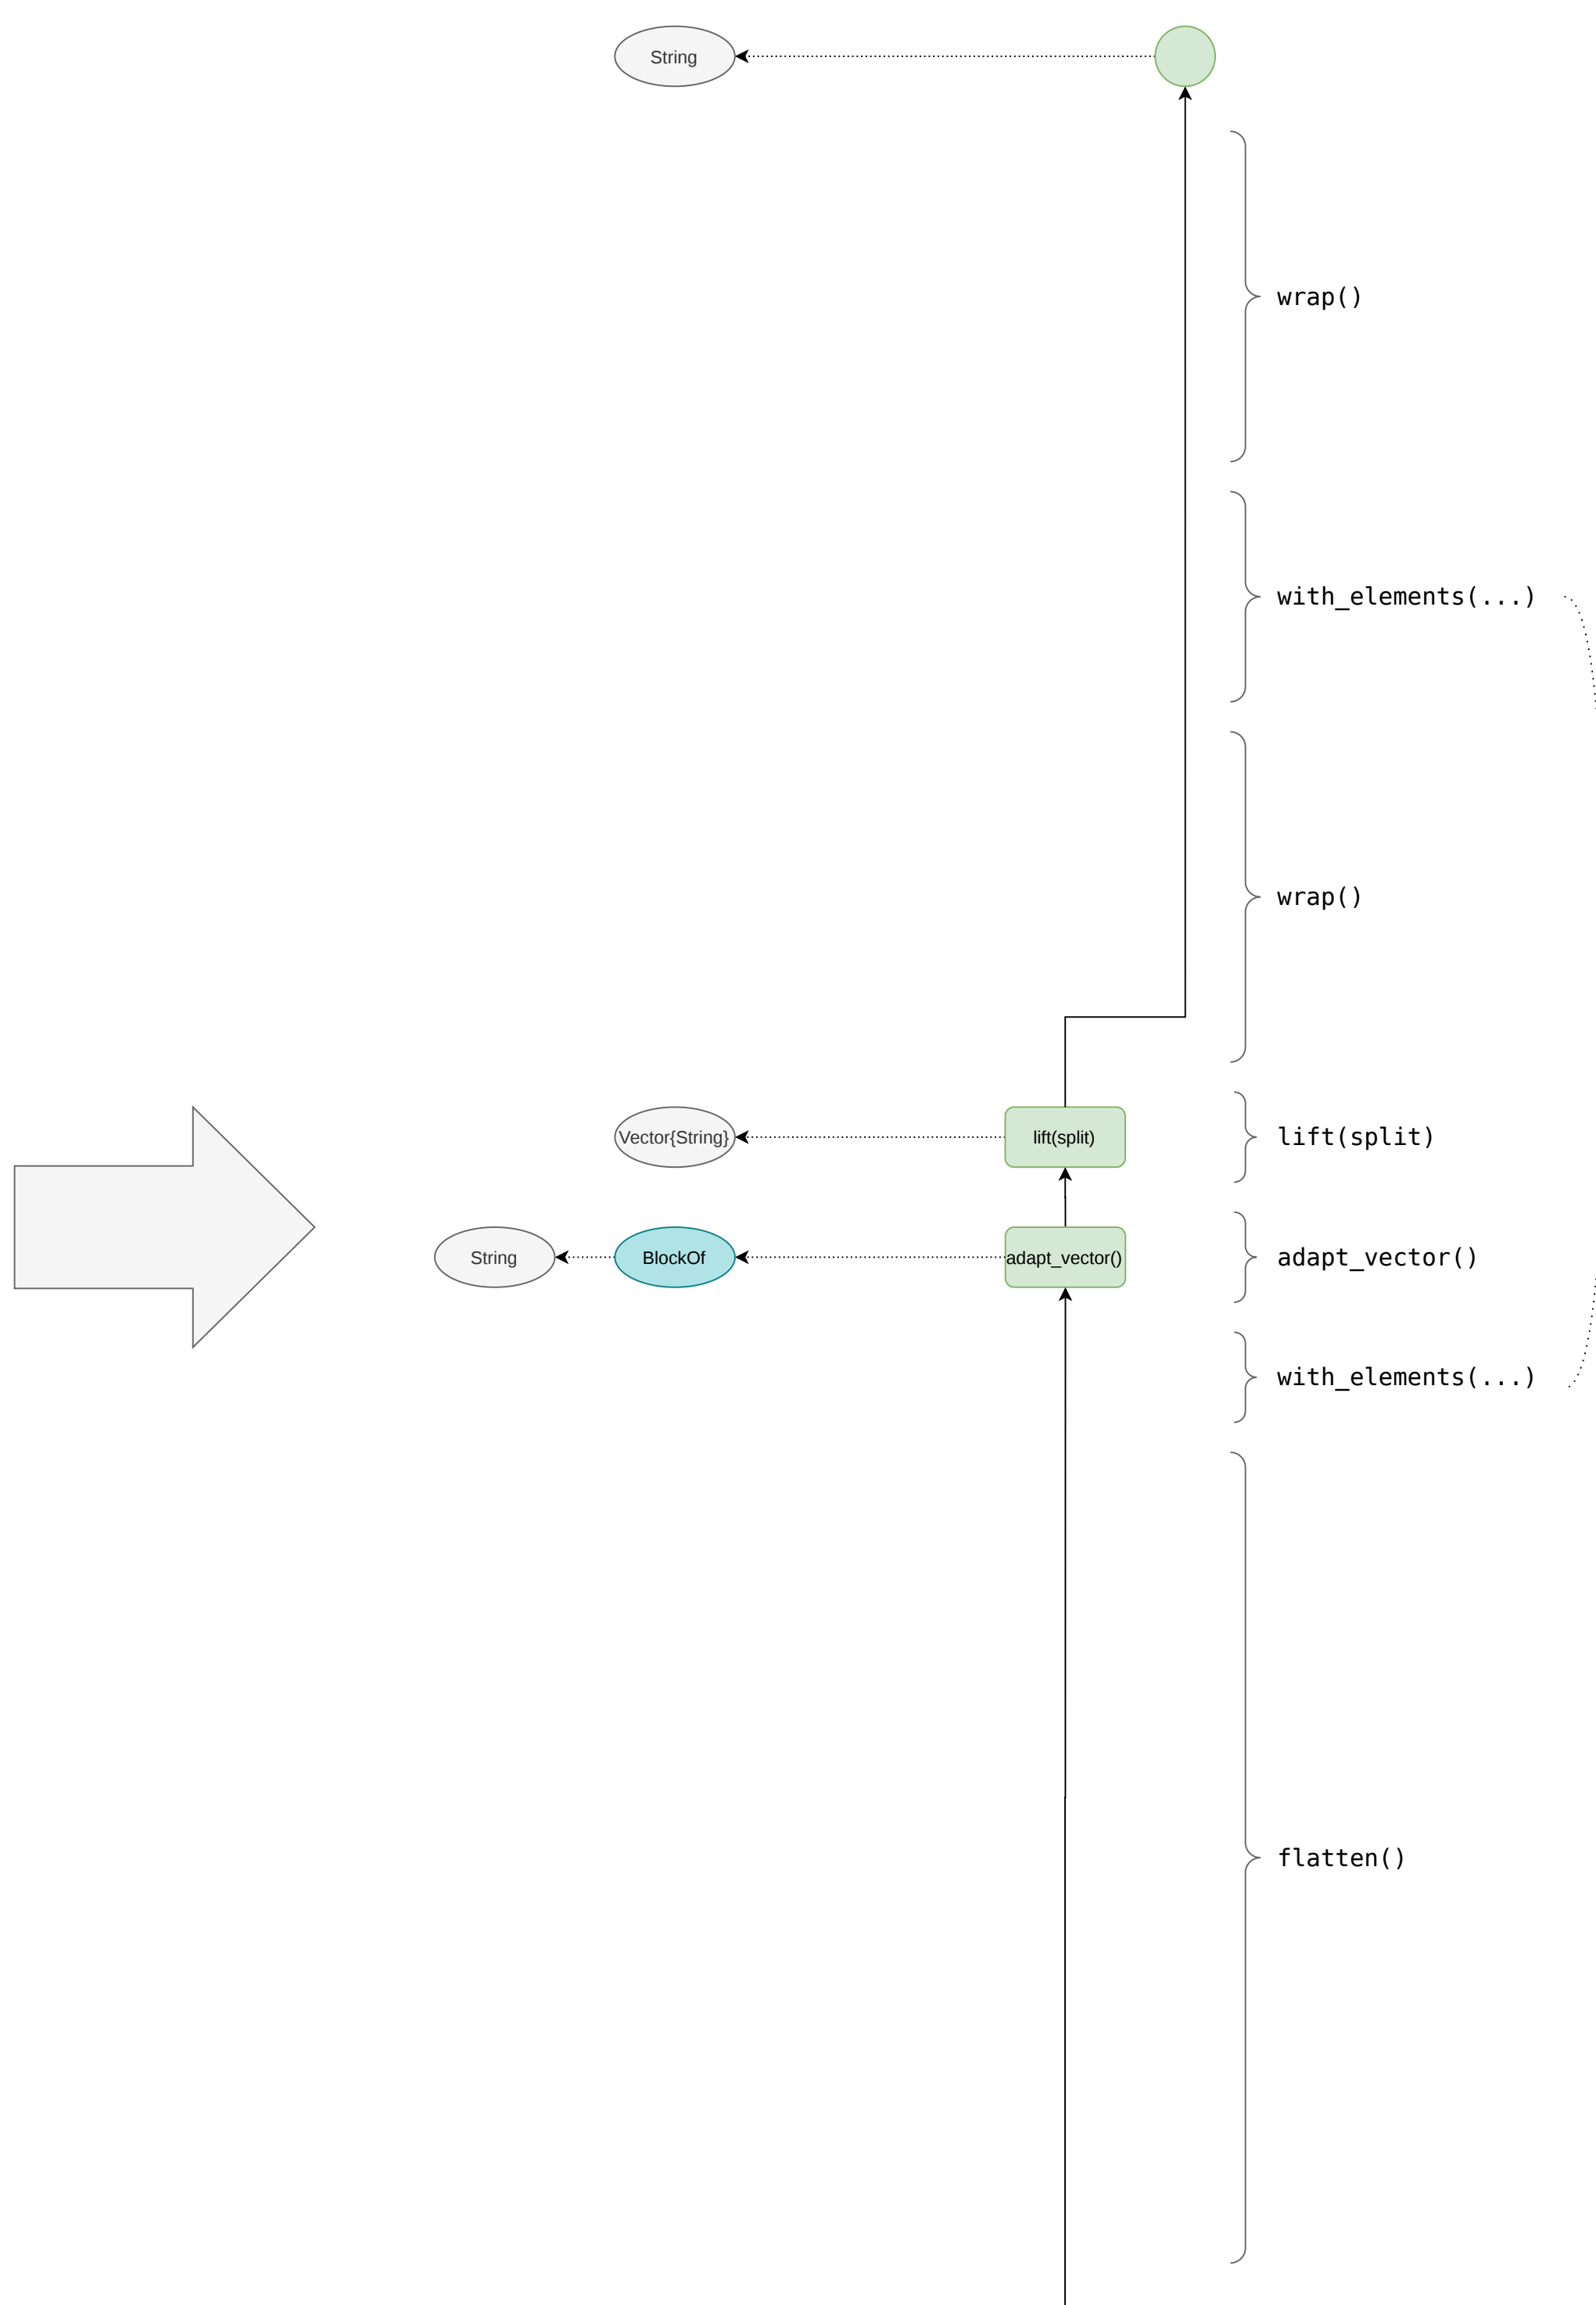 String
wrap()
with_elements(...)
wrap()
Vector{String}
lift(split)
lift(split)
String
BlockOf
adapt_vector()
adapt_vector()
with_elements(...)
flatten()